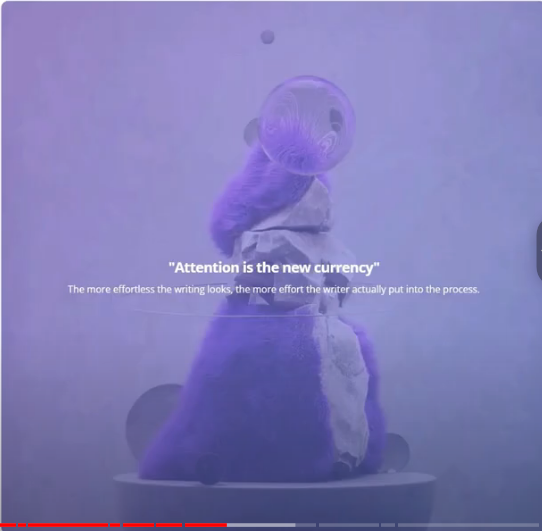 "Attention is the new currency"
The more effortless the writing looks, the more effort the writer actually put into the process.